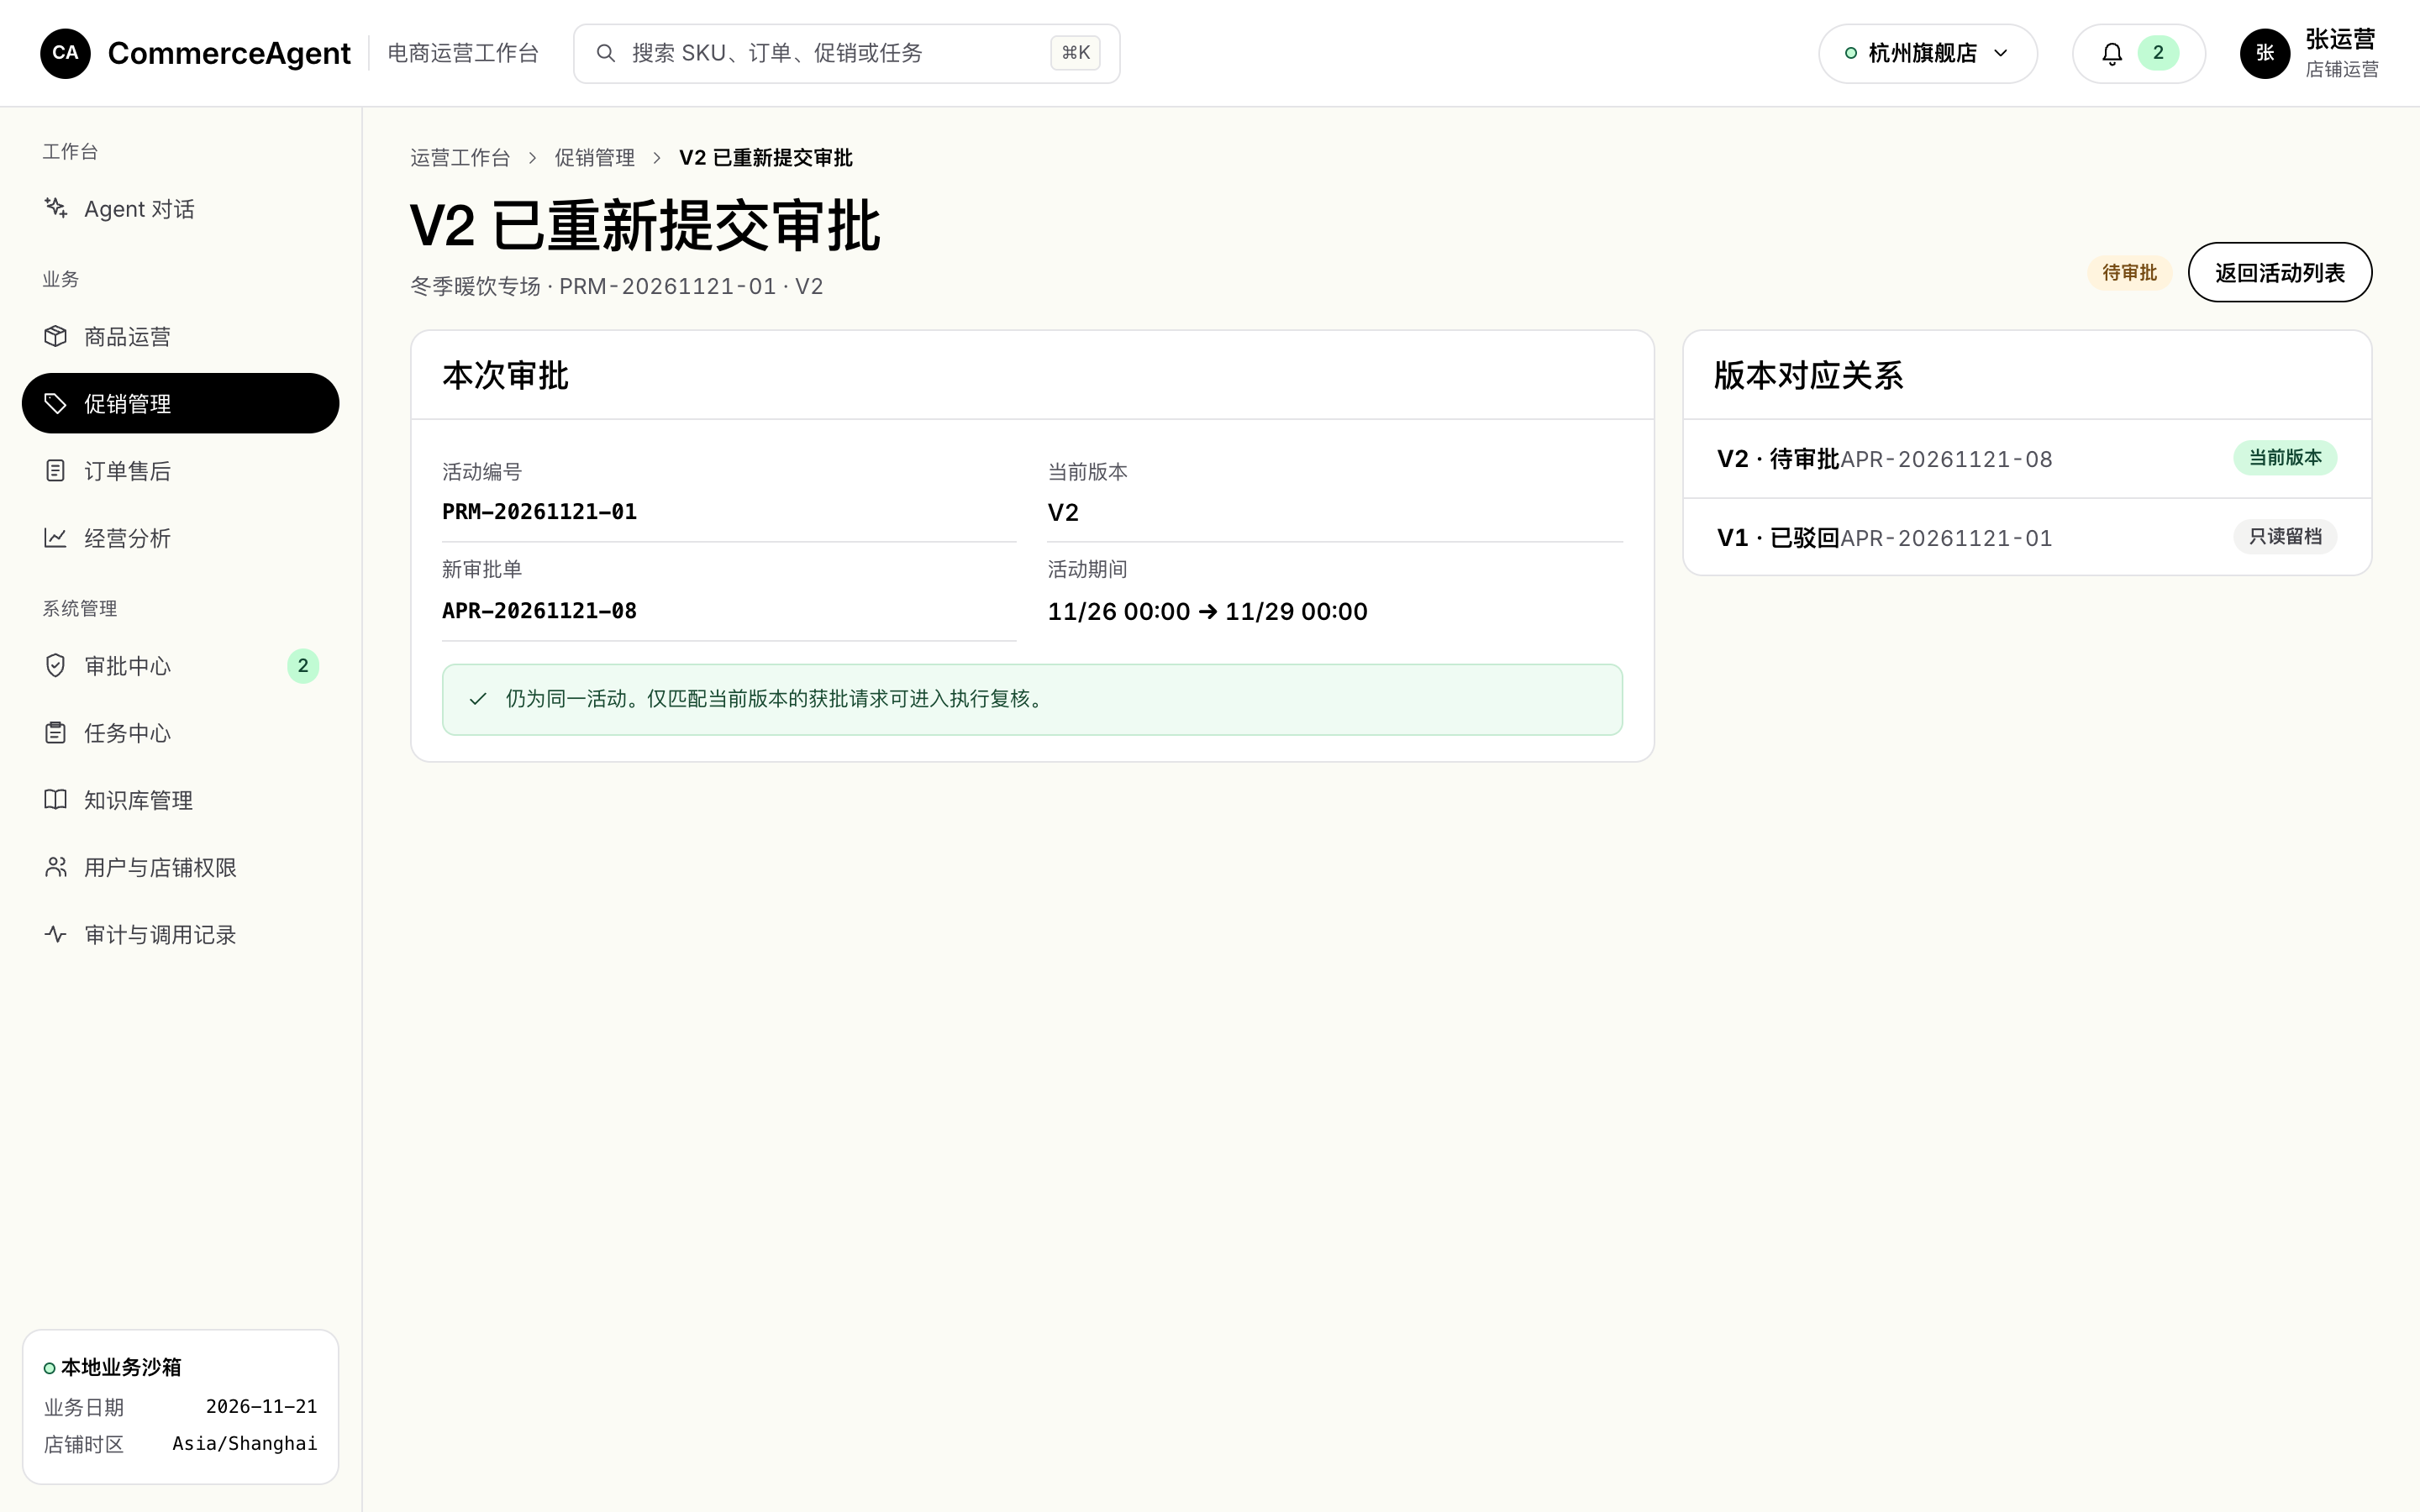 CA CommerceAgent 电商运营工作台 搜索 SKU、订单、促销或任务 ⌘K 杭州旗舰店 2 张 张运营
店铺运营
工作台
Agent 对话
业务
商品运营
促销管理
订单售后
经营分析
系统管理
审批中心 2
任务中心
知识库管理
用户与店铺权限
审计与调用记录
本地业务沙箱
业务日期 2026-11-21
店铺时区 Asia/Shanghai
运营工作台 > 促销管理 > V2 已重新提交审批
V2 已重新提交审批
冬季暖饮专场 · PRM-20261121-01 · V2
待审批 返回活动列表
本次审批
活动编号 当前版本
PRM-20261121-01 V2
新审批单 活动期间
APR-20261121-08 11/26 00:00 → 11/29 00:00
仍为同一活动。仅匹配当前版本的获批请求可进入执行复核。
版本对应关系
V2 · 待审批APR-20261121-08 当前版本
V1 · 已驳回APR-20261121-01 只读留档